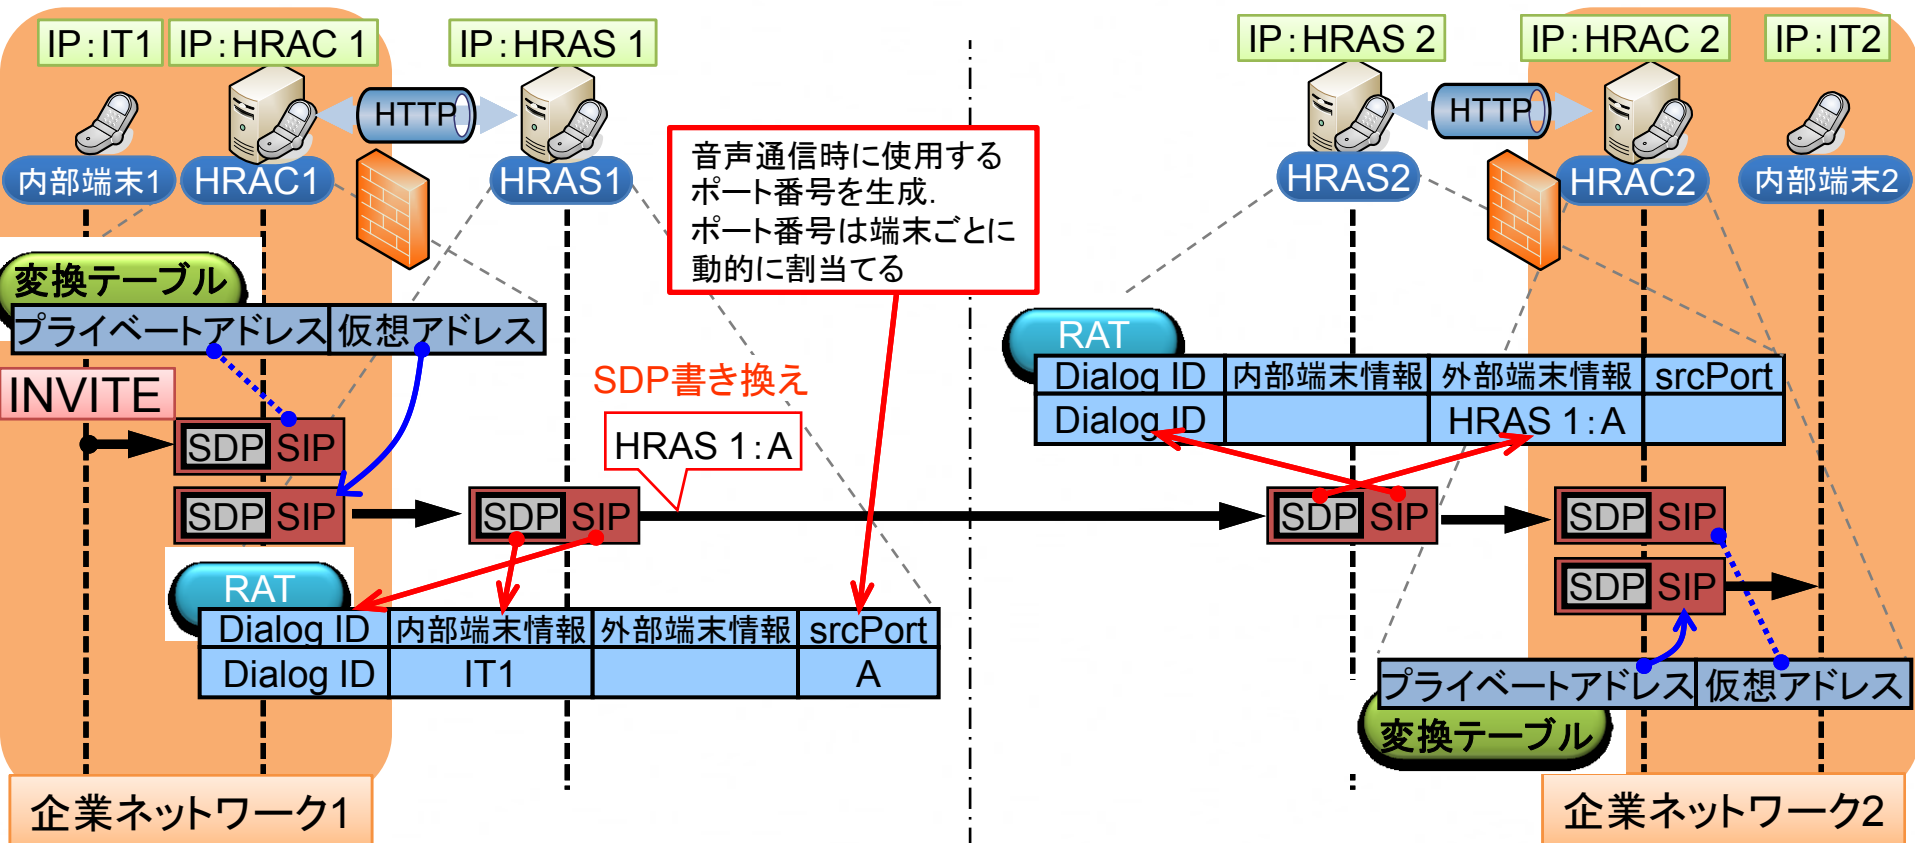 IP:IT1
IP:HRAC 1
IP:HRAS 1
IP:HRAS 2
IP:HRAC 2
IP:IT2
HTTP
HTTP
内部端末1
HRAC1
HRAS1
HRAS2
HRAC2
内部端末2
音声通信時に使用する
ポート番号を生成.
ポート番号は端末ごとに
動的に割当てる
変換テーブル
プライベートアドレス 仮想アドレス
INVITE
SDP SIP
SDP SIP
SDP SIP
SDP書き換え
HRAS 1:A
RAT
Dialog ID 内部端末情報 外部端末情報 srcPort
Dialog ID IT1 A
RAT
Dialog ID 内部端末情報 外部端末情報 srcPort
Dialog ID HRAS 1:A
SDP SIP
SDP SIP
SDP SIP
プライベートアドレス 仮想アドレス
変換テーブル
企業ネットワーク1
企業ネットワーク2